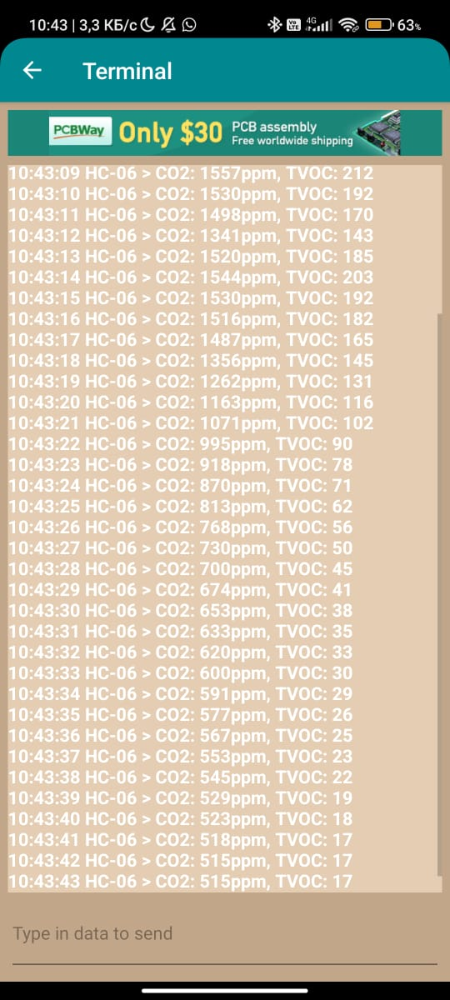 10:43 | 3,3 КБ/с
Vo LTE 4G 63%
Terminal
PCBWay Only $30 PCB assembly
Free worldwide shipping
10:43:09 HC-06 > CO2: 1557ppm, TVOC: 212
10:43:10 HC-06 > CO2: 1530ppm, TVOC: 192
10:43:11 HC-06 > CO2: 1498ppm, TVOC: 170
10:43:12 HC-06 > CO2: 1341ppm, TVOC: 143
10:43:13 HC-06 > CO2: 1520ppm, TVOC: 185
10:43:14 HC-06 > CO2: 1544ppm, TVOC: 203
10:43:15 HC-06 > CO2: 1530ppm, TVOC: 192
10:43:16 HC-06 > CO2: 1516ppm, TVOC: 182
10:43:17 HC-06 > CO2: 1487ppm, TVOC: 165
10:43:18 HC-06 > CO2: 1356ppm, TVOC: 145
10:43:19 HC-06 > CO2: 1262ppm, TVOC: 131
10:43:20 HC-06 > CO2: 1163ppm, TVOC: 116
10:43:21 HC-06 > CO2: 1071ppm, TVOC: 102
10:43:22 HC-06 > CO2: 995ppm, TVOC: 90
10:43:23 HC-06 > CO2: 918ppm, TVOC: 78
10:43:24 HC-06 > CO2: 870ppm, TVOC: 71
10:43:25 HC-06 > CO2: 813ppm, TVOC: 62
10:43:26 HC-06 > CO2: 768ppm, TVOC: 56
10:43:27 HC-06 > CO2: 730ppm, TVOC: 50
10:43:28 HC-06 > CO2: 700ppm, TVOC: 45
10:43:29 HC-06 > CO2: 674ppm, TVOC: 41
10:43:30 HC-06 > CO2: 653ppm, TVOC: 38
10:43:31 HC-06 > CO2: 633ppm, TVOC: 35
10:43:32 HC-06 > CO2: 620ppm, TVOC: 33
10:43:33 HC-06 > CO2: 600ppm, TVOC: 30
10:43:34 HC-06 > CO2: 591ppm, TVOC: 29
10:43:35 HC-06 > CO2: 577ppm, TVOC: 26
10:43:36 HC-06 > CO2: 567ppm, TVOC: 25
10:43:37 HC-06 > CO2: 553ppm, TVOC: 23
10:43:38 HC-06 > CO2: 545ppm, TVOC: 22
10:43:39 HC-06 > CO2: 529ppm, TVOC: 19
10:43:40 HC-06 > CO2: 523ppm, TVOC: 18
10:43:41 HC-06 > CO2: 518ppm, TVOC: 17
10:43:42 HC-06 > CO2: 515ppm, TVOC: 17
10:43:43 HC-06 > CO2: 515ppm, TVOC: 17
Type in data to send